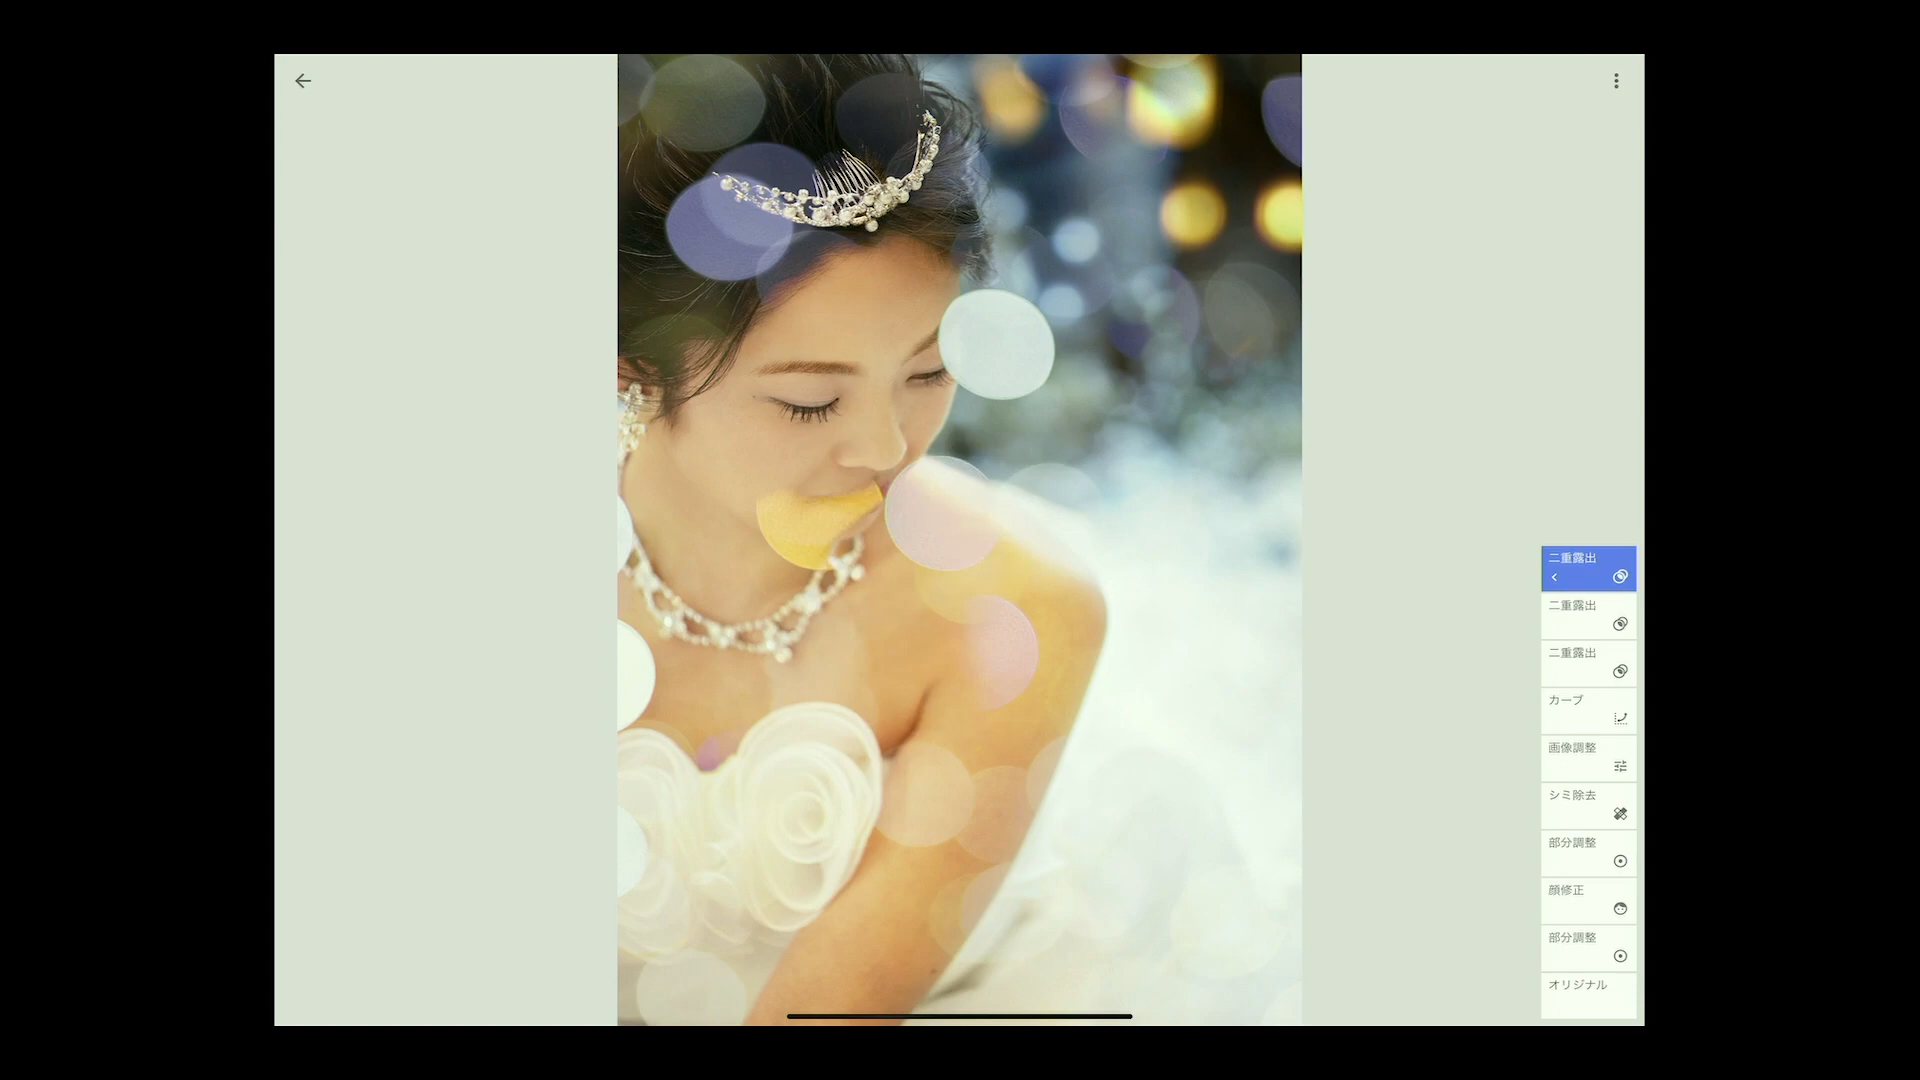 二重露出
二重露出
二重露出
カーブ
画像調整
シミ除去
部分調整
顔修正
部分調整
オリジナル